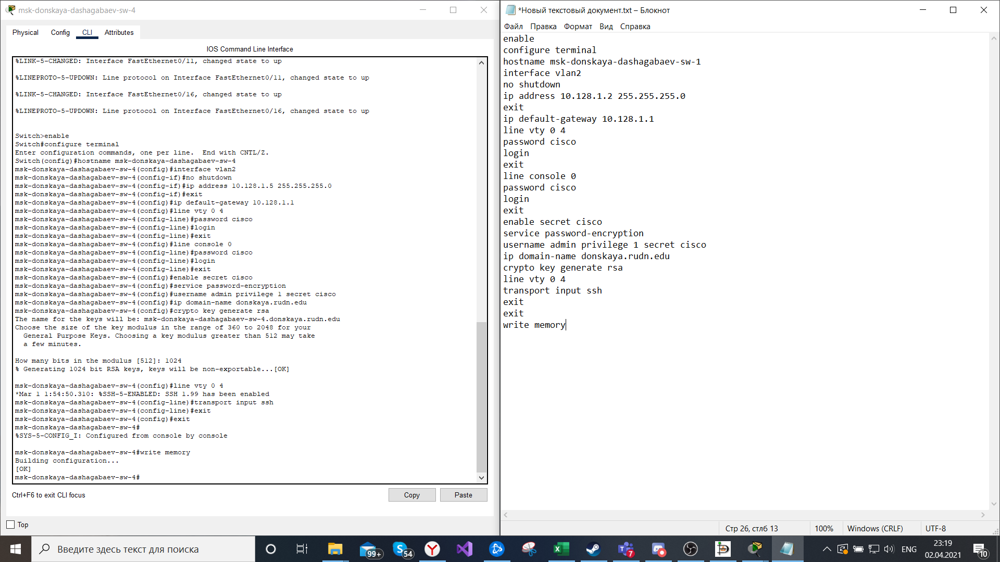 msk-donskaya-dashagabaev-sw-4
Physical Config CLI Attributes
IOS Command Line Interface
%LINK-5-CHANGED: Interface FastEthernet0/11, changed state to up
%LINEPROTO-5-UPDOWN: Line protocol on Interface FastEthernet0/11, changed state to up
%LINK-5-CHANGED: Interface FastEthernet0/16, changed state to up
%LINEPROTO-5-UPDOWN: Line protocol on Interface FastEthernet0/16, changed state to up
Switch>enable
Switch#configure terminal
Enter configuration commands, one per line.  End with CNTL/Z.
Switch(config)#hostname msk-donskaya-dashagabaev-sw-4
msk-donskaya-dashagabaev-sw-4(config)#interface vlan2
msk-donskaya-dashagabaev-sw-4(config-if)#no shutdown
msk-donskaya-dashagabaev-sw-4(config-if)#ip address 10.128.1.5 255.255.255.0
msk-donskaya-dashagabaev-sw-4(config-if)#exit
msk-donskaya-dashagabaev-sw-4(config)#ip default-gateway 10.128.1.1
msk-donskaya-dashagabaev-sw-4(config)#line vty 0 4
msk-donskaya-dashagabaev-sw-4(config-line)#password cisco
msk-donskaya-dashagabaev-sw-4(config-line)#login
msk-donskaya-dashagabaev-sw-4(config-line)#exit
msk-donskaya-dashagabaev-sw-4(config)#line console 0
msk-donskaya-dashagabaev-sw-4(config-line)#password cisco
msk-donskaya-dashagabaev-sw-4(config-line)#login
msk-donskaya-dashagabaev-sw-4(config-line)#exit
msk-donskaya-dashagabaev-sw-4(config)#enable secret cisco
msk-donskaya-dashagabaev-sw-4(config)#service password-encryption
msk-donskaya-dashagabaev-sw-4(config)#username admin privilege 1 secret cisco
msk-donskaya-dashagabaev-sw-4(config)#ip domain-name donskaya.rudn.edu
msk-donskaya-dashagabaev-sw-4(config)#crypto key generate rsa
The name for the keys will be: msk-donskaya-dashagabaev-sw-4.donskaya.rudn.edu
Choose the size of the key modulus in the range of 360 to 2048 for your
General Purpose Keys. Choosing a key modulus greater than 512 may take
a few minutes.
How many bits in the modulus [512]: 1024
% Generating 1024 bit RSA keys, keys will be non-exportable...[OK]
msk-donskaya-dashagabaev-sw-4(config)#line vty 0 4
*Mar 1 1:54:50.310: %SSH-5-ENABLED: SSH 1.99 has been enabled
msk-donskaya-dashagabaev-sw-4(config-line)#transport input ssh
msk-donskaya-dashagabaev-sw-4(config-line)#exit
msk-donskaya-dashagabaev-sw-4(config)#exit
msk-donskaya-dashagabaev-sw-4#
%SYS-5-CONFIG_I: Configured from console by console
msk-donskaya-dashagabaev-sw-4#write memory
Building configuration...
[OK]
msk-donskaya-dashagabaev-sw-4#
Ctrl+F6 to exit CLI focus
Copy Paste
Top
*Новый текстовый документ.txt – Блокнот
Файл Правка Формат Вид Справка
enable
configure terminal
hostname msk-donskaya-dashagabaev-sw-1
interface vlan2
no shutdown
ip address 10.128.1.2 255.255.255.0
exit
ip default-gateway 10.128.1.1
line vty 0 4
password cisco
login
exit
line console 0
password cisco
login
exit
enable secret cisco
service password-encryption
username admin privilege 1 secret cisco
ip domain-name donskaya.rudn.edu
crypto key generate rsa
line vty 0 4
transport input ssh
exit
exit
write memory
Стр 26, стлб 13 100% Windows (CRLF) UTF-8
Введите здесь текст для поиска
99+ 54 7 ENG 23:19 10
02.04.2021